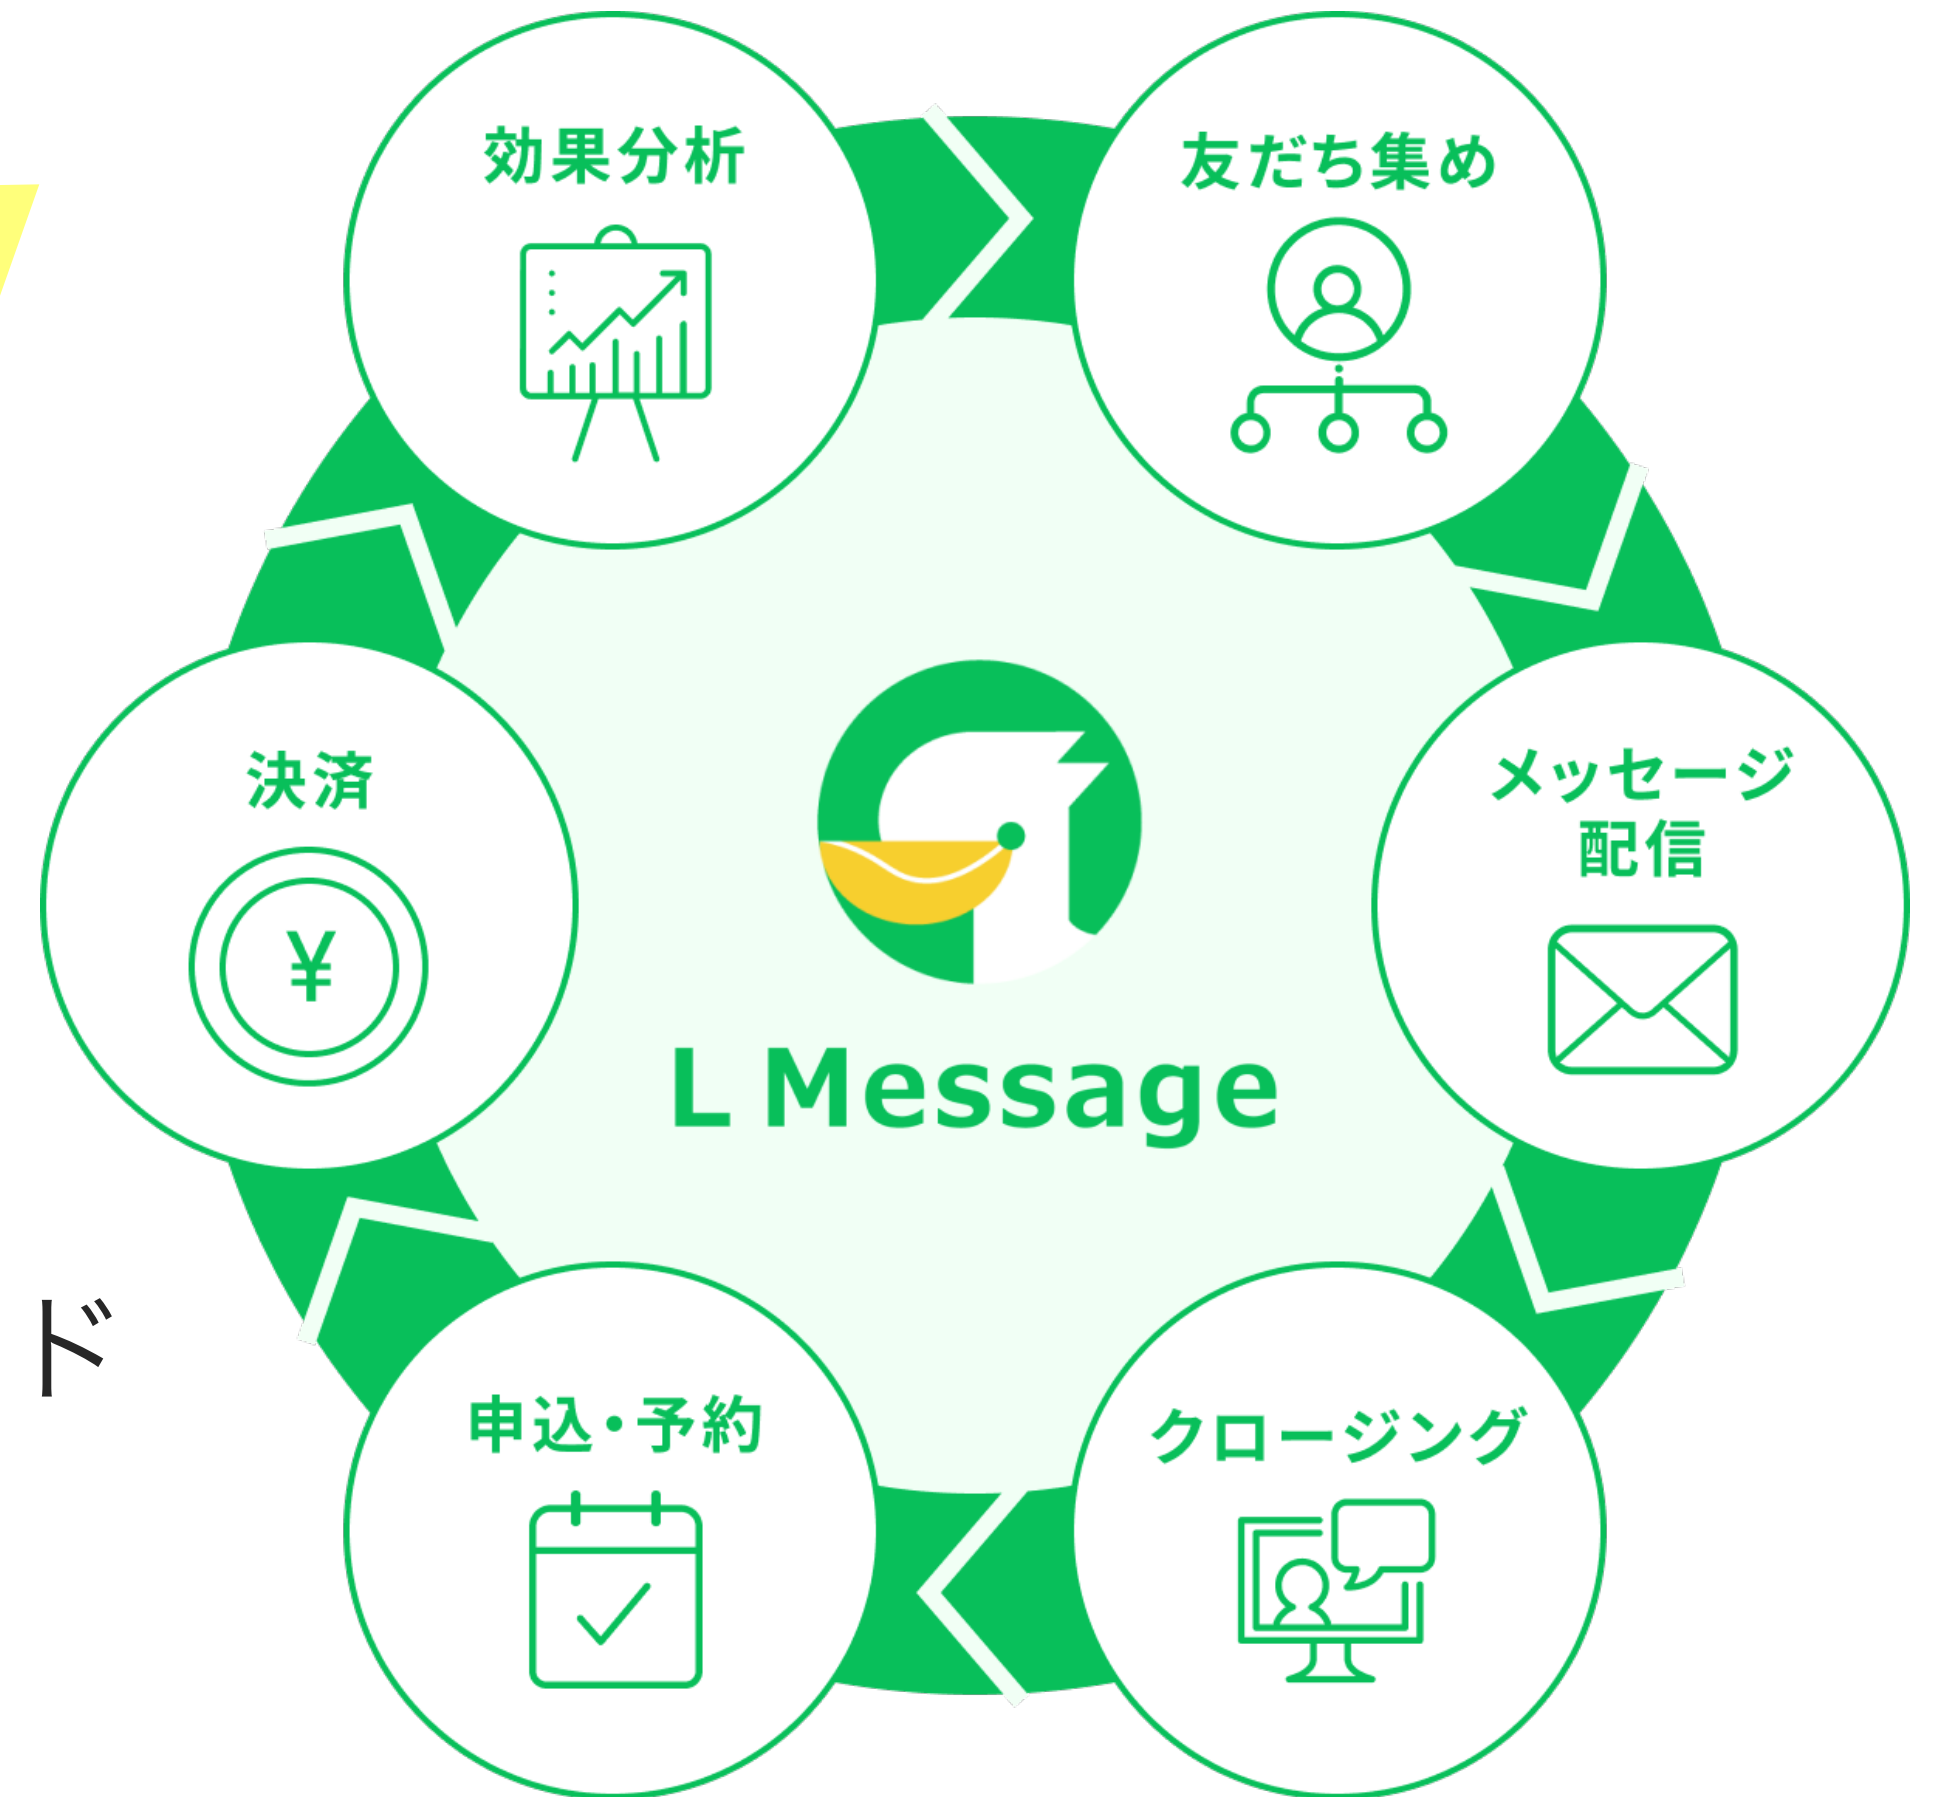 効果分析
友だち集め
決済
¥
メッセージ
配信
L Message
ド
申込・予約
クロージング